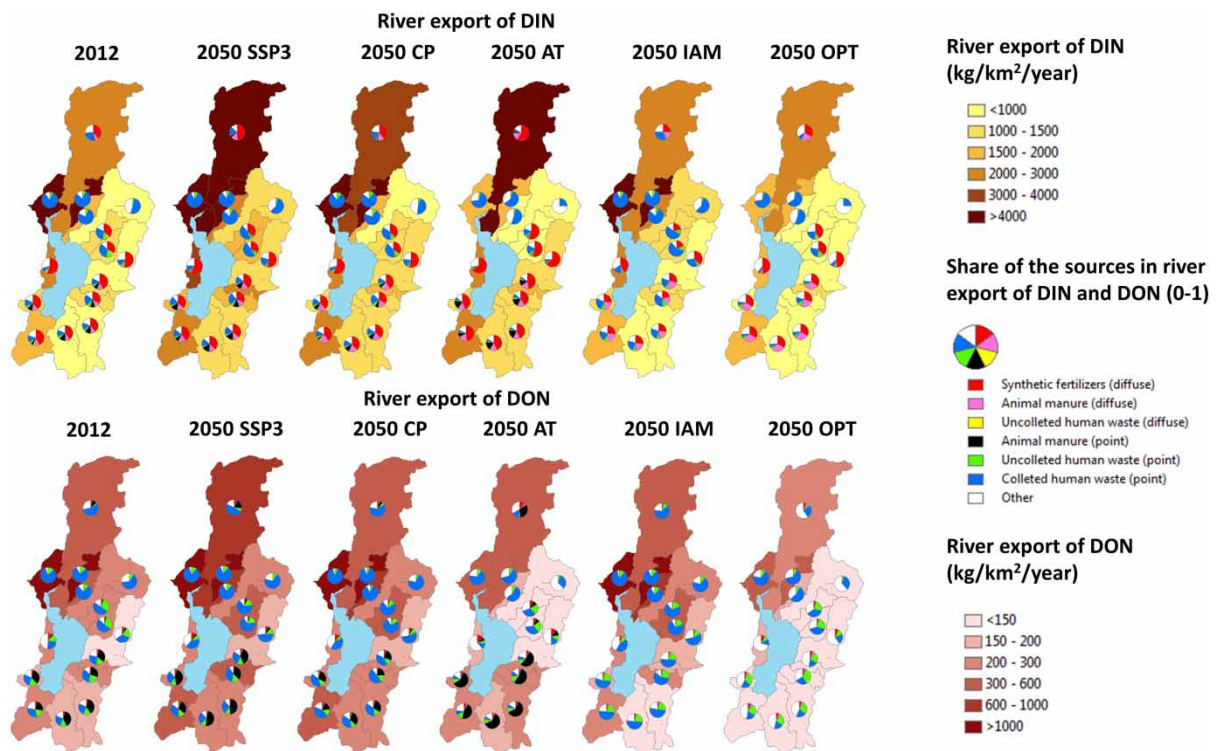 River export of DIN
2012
2050 SSP3
2050 CP
2050 AT
2050 IAM
2050 OPT
River export of DON
2012
2050 SSP3
2050 CP
2050 AT
2050 IAM
2050 OPT
River export of DIN
(kg/km²/year)
<1000
1000 - 1500
1500 - 2000
2000 - 3000
3000 - 4000
>4000
Share of the sources in river
export of DIN and DON (0-1)
Synthetic fertilizers (diffuse)
Animal manure (diffuse)
Uncolleted human waste (diffuse)
Animal manure (point)
Uncolleted human waste (point)
Colleted human waste (point)
Other
River export of DON
(kg/km²/year)
<150
150 - 200
200 - 300
300 - 600
600 - 1000
>1000